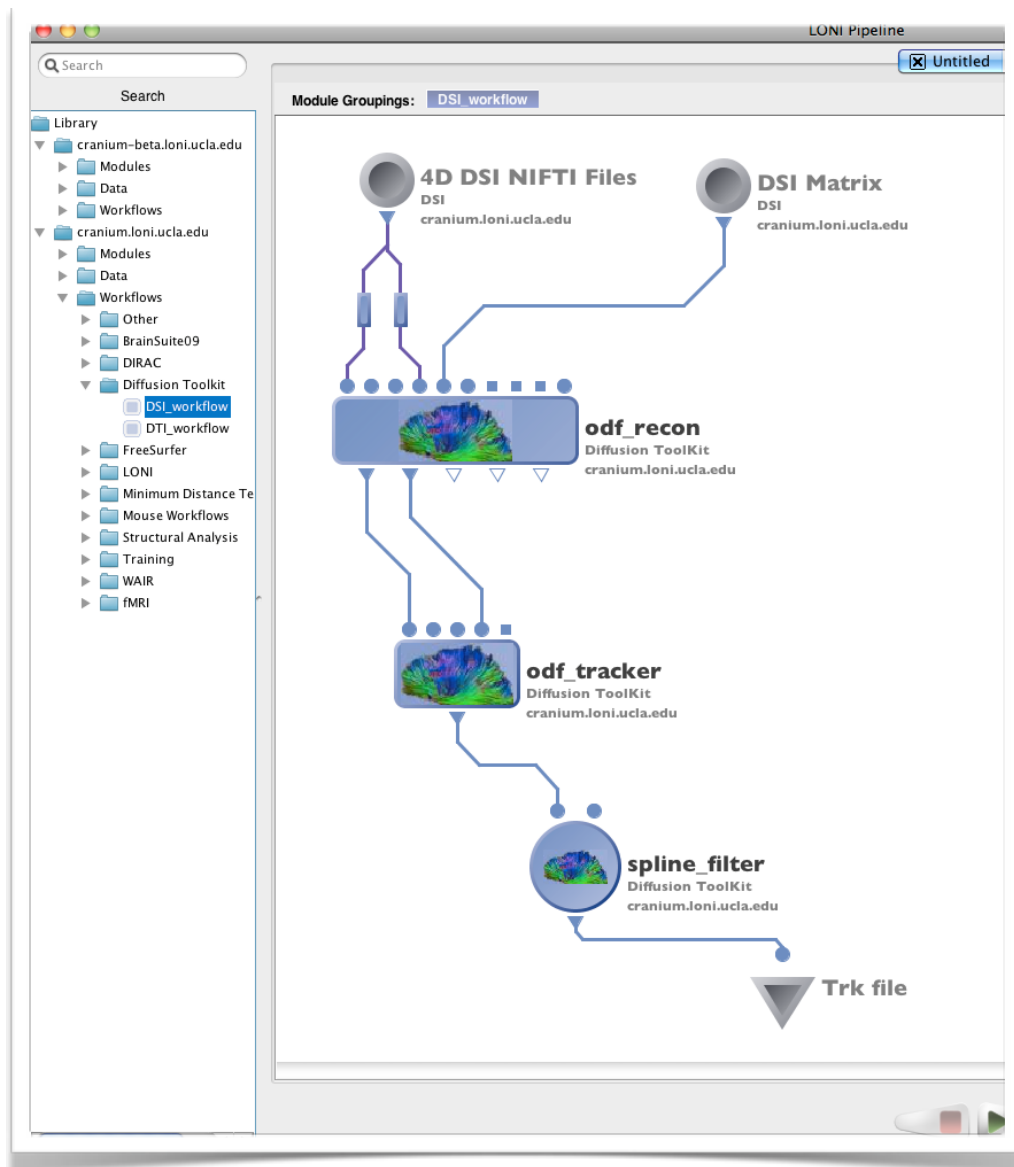 LONI Pipeline
Search
Untitled
Search
Module Groupings: DSI_workflow
Library
cranium-beta.loni.ucla.edu
Modules
Data
Workflows
cranium.loni.ucla.edu
Modules
Data
Workflows
Other
BrainSuite09
DIRAC
Diffusion Toolkit
DSI_workflow
DTI_workflow
FreeSurfer
LONI
Minimum Distance Te
Mouse Workflows
Structural Analysis
Training
WAIR
fMRI
4D DSI NIFTI Files
DSI
cranium.loni.ucla.edu
DSI Matrix
DSI
cranium.loni.ucla.edu
odf_recon
Diffusion ToolKit
cranium.loni.ucla.edu
odf_tracker
Diffusion ToolKit
cranium.loni.ucla.edu
spline_filter
Diffusion ToolKit
cranium.loni.ucla.edu
Trk file